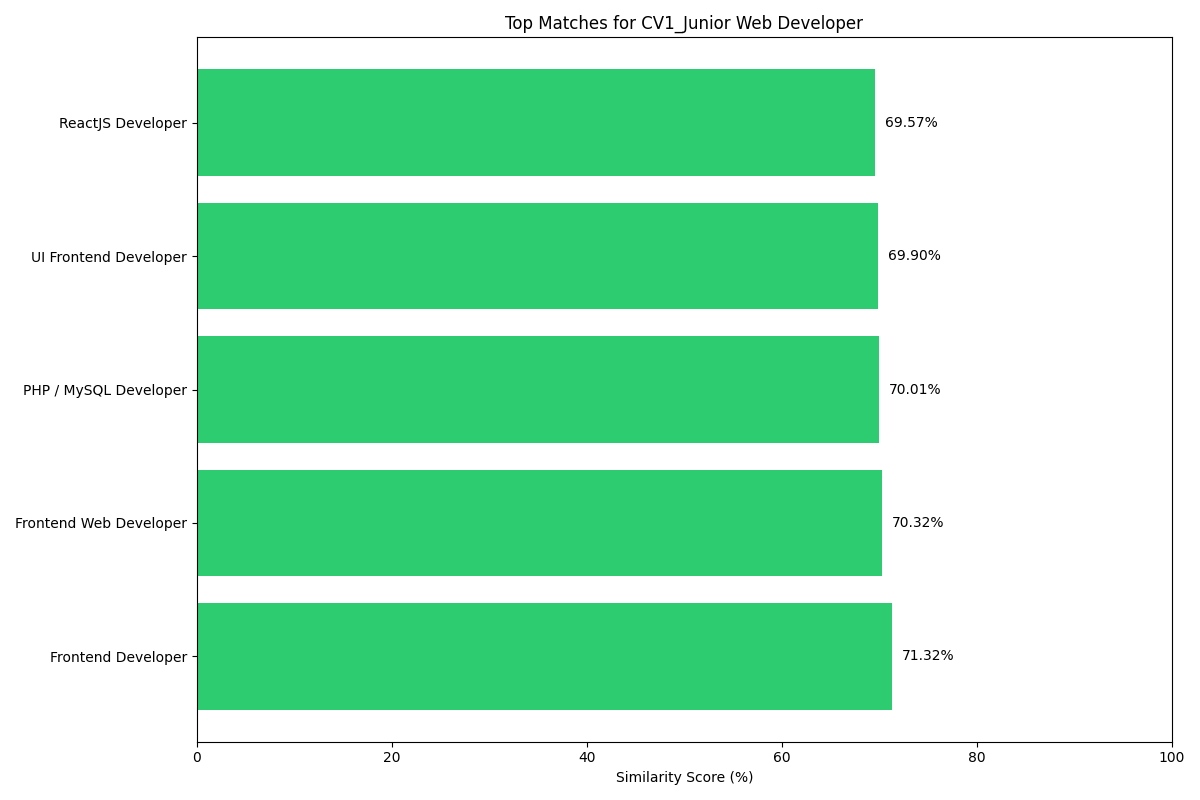 Top Matches for CV1_Junior Web Developer
ReactJS Developer
69.57%
UI Frontend Developer
69.90%
PHP / MySQL Developer
70.01%
Frontend Web Developer
70.32%
Frontend Developer
71.32%
0 20 40 60 80 100
Similarity Score (%)